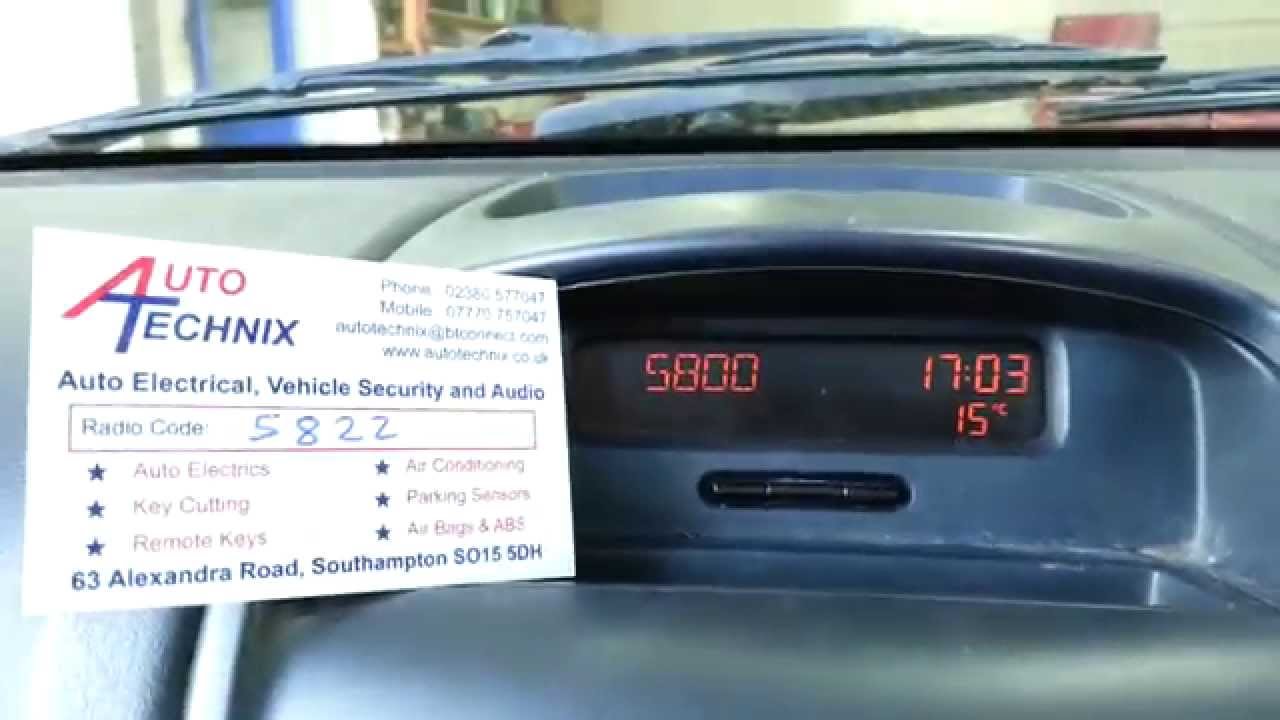 AUTO
TECHNIX
Phone 02380 577047
Mobile 07770 757047
autotechnix@btconnect.com
www.autotechnix.co.uk
Auto Electrical, Vehicle Security and Audio
Radio Code: 5822
★ Auto Electrics
★ Key Cutting
★ Remote Keys
★ Air Conditioning
★ Parking Sensors
★ Air Bags & ABS
63 Alexandra Road, Southampton SO15 5DH
5800 17:03
15°C